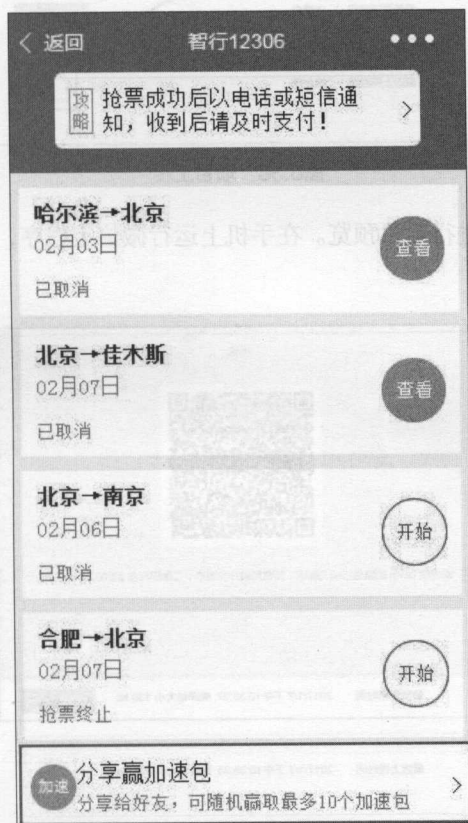 返回
智行12306
攻略
抢票成功后以电话或短信通
知，收到后请及时支付！
哈尔滨→北京
02月03日
查看
已取消
北京→佳木斯
02月07日
查看
已取消
北京→南京
02月06日
开始
已取消
合肥→北京
02月07日
开始
抢票终止
加速
分享赢加速包
分享给好友，可随机赢取最多10个加速包